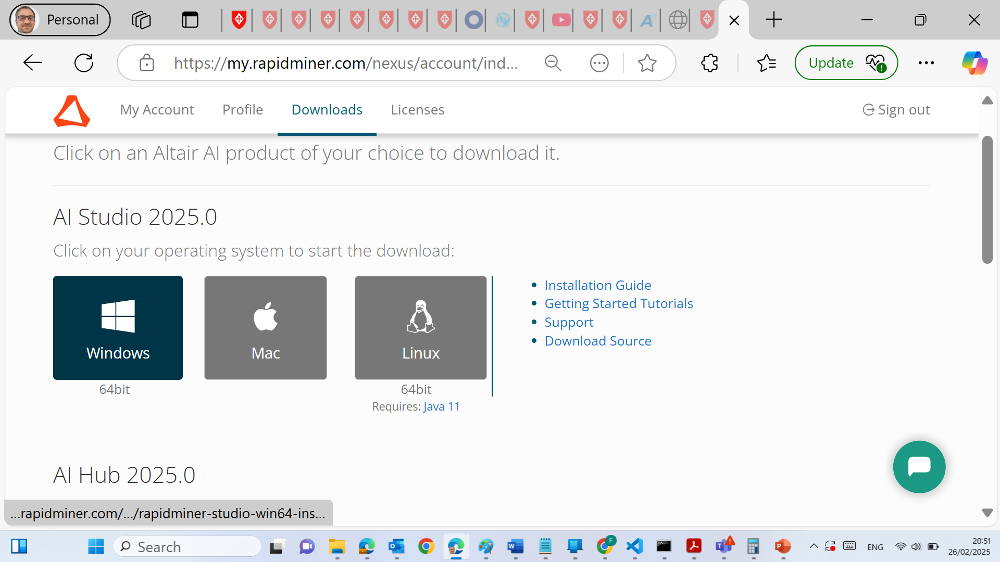 Personal
https://my.rapidminer.com/nexus/account/ind...
Update
My Account Profile Downloads Licenses Sign out
Click on an Altair AI product of your choice to download it.
AI Studio 2025.0
Click on your operating system to start the download:
Windows Mac Linux
64bit 64bit
Requires: Java 11
Installation Guide
Getting Started Tutorials
Support
Download Source
AI Hub 2025.0
...rapidminer.com/.../rapidminer-studio-win64-ins...
Search
ENG
20:51
26/02/2025